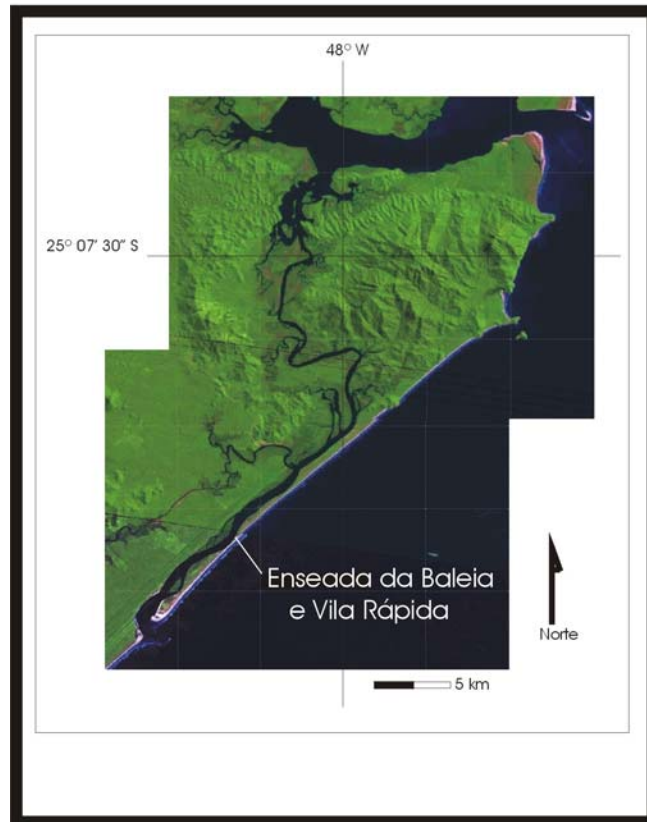 48° W
25° 07' 30" S
Enseada da Baleia
e Vila Rápida
Norte
5 km